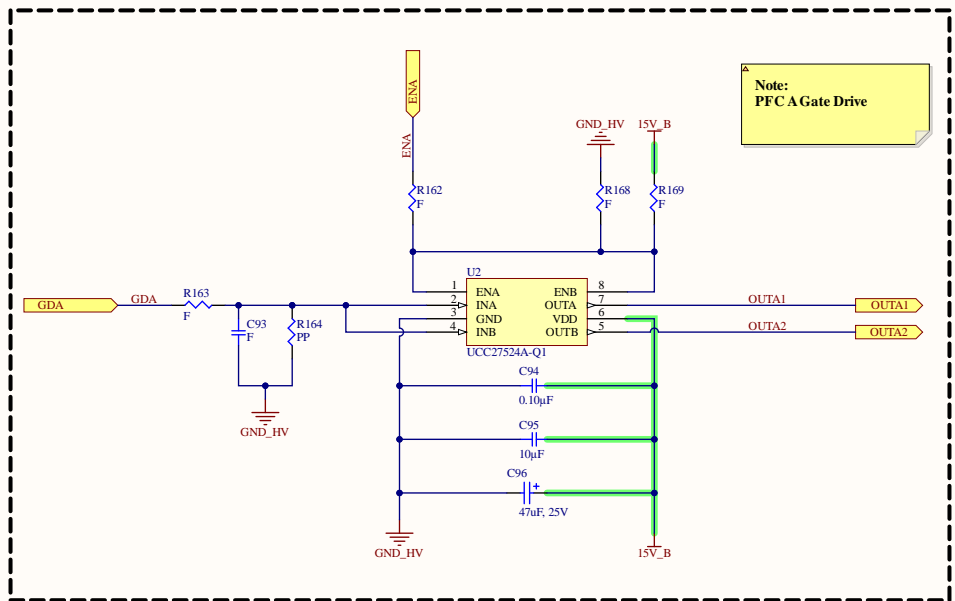 ENA
Note:
PFC A Gate Drive
ENA
GND_HV
15V_B
R162
F
R168
F
R169
F
U2
GDA
GDA
R163
F
1
ENA
ENB
8
2
INA
OUTA
7
OUTA1
OUTA1
3
GND
VDD
6
4
INB
OUTB
5
OUTA2
OUTA2
C93
F
R164
PP
UCC27524A-Q1
C94
0.10µF
GND_HV
C95
10µF
C96
+
47uF, 25V
GND_HV
15V_B